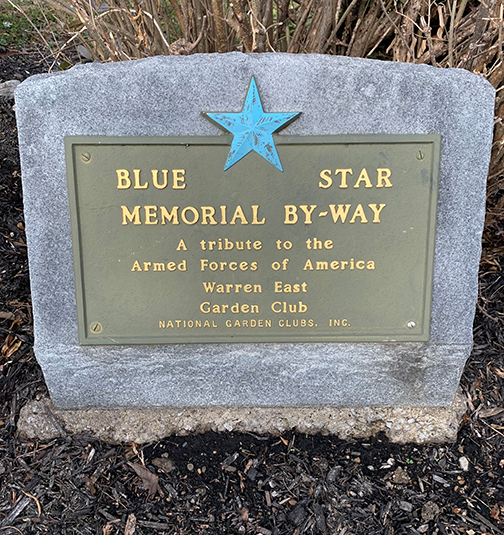 BLUE STAR
MEMORIAL BY-WAY
A tribute to the
Armed Forces of America
Warren East
Garden Club
NATIONAL GARDEN CLUBS, INC.